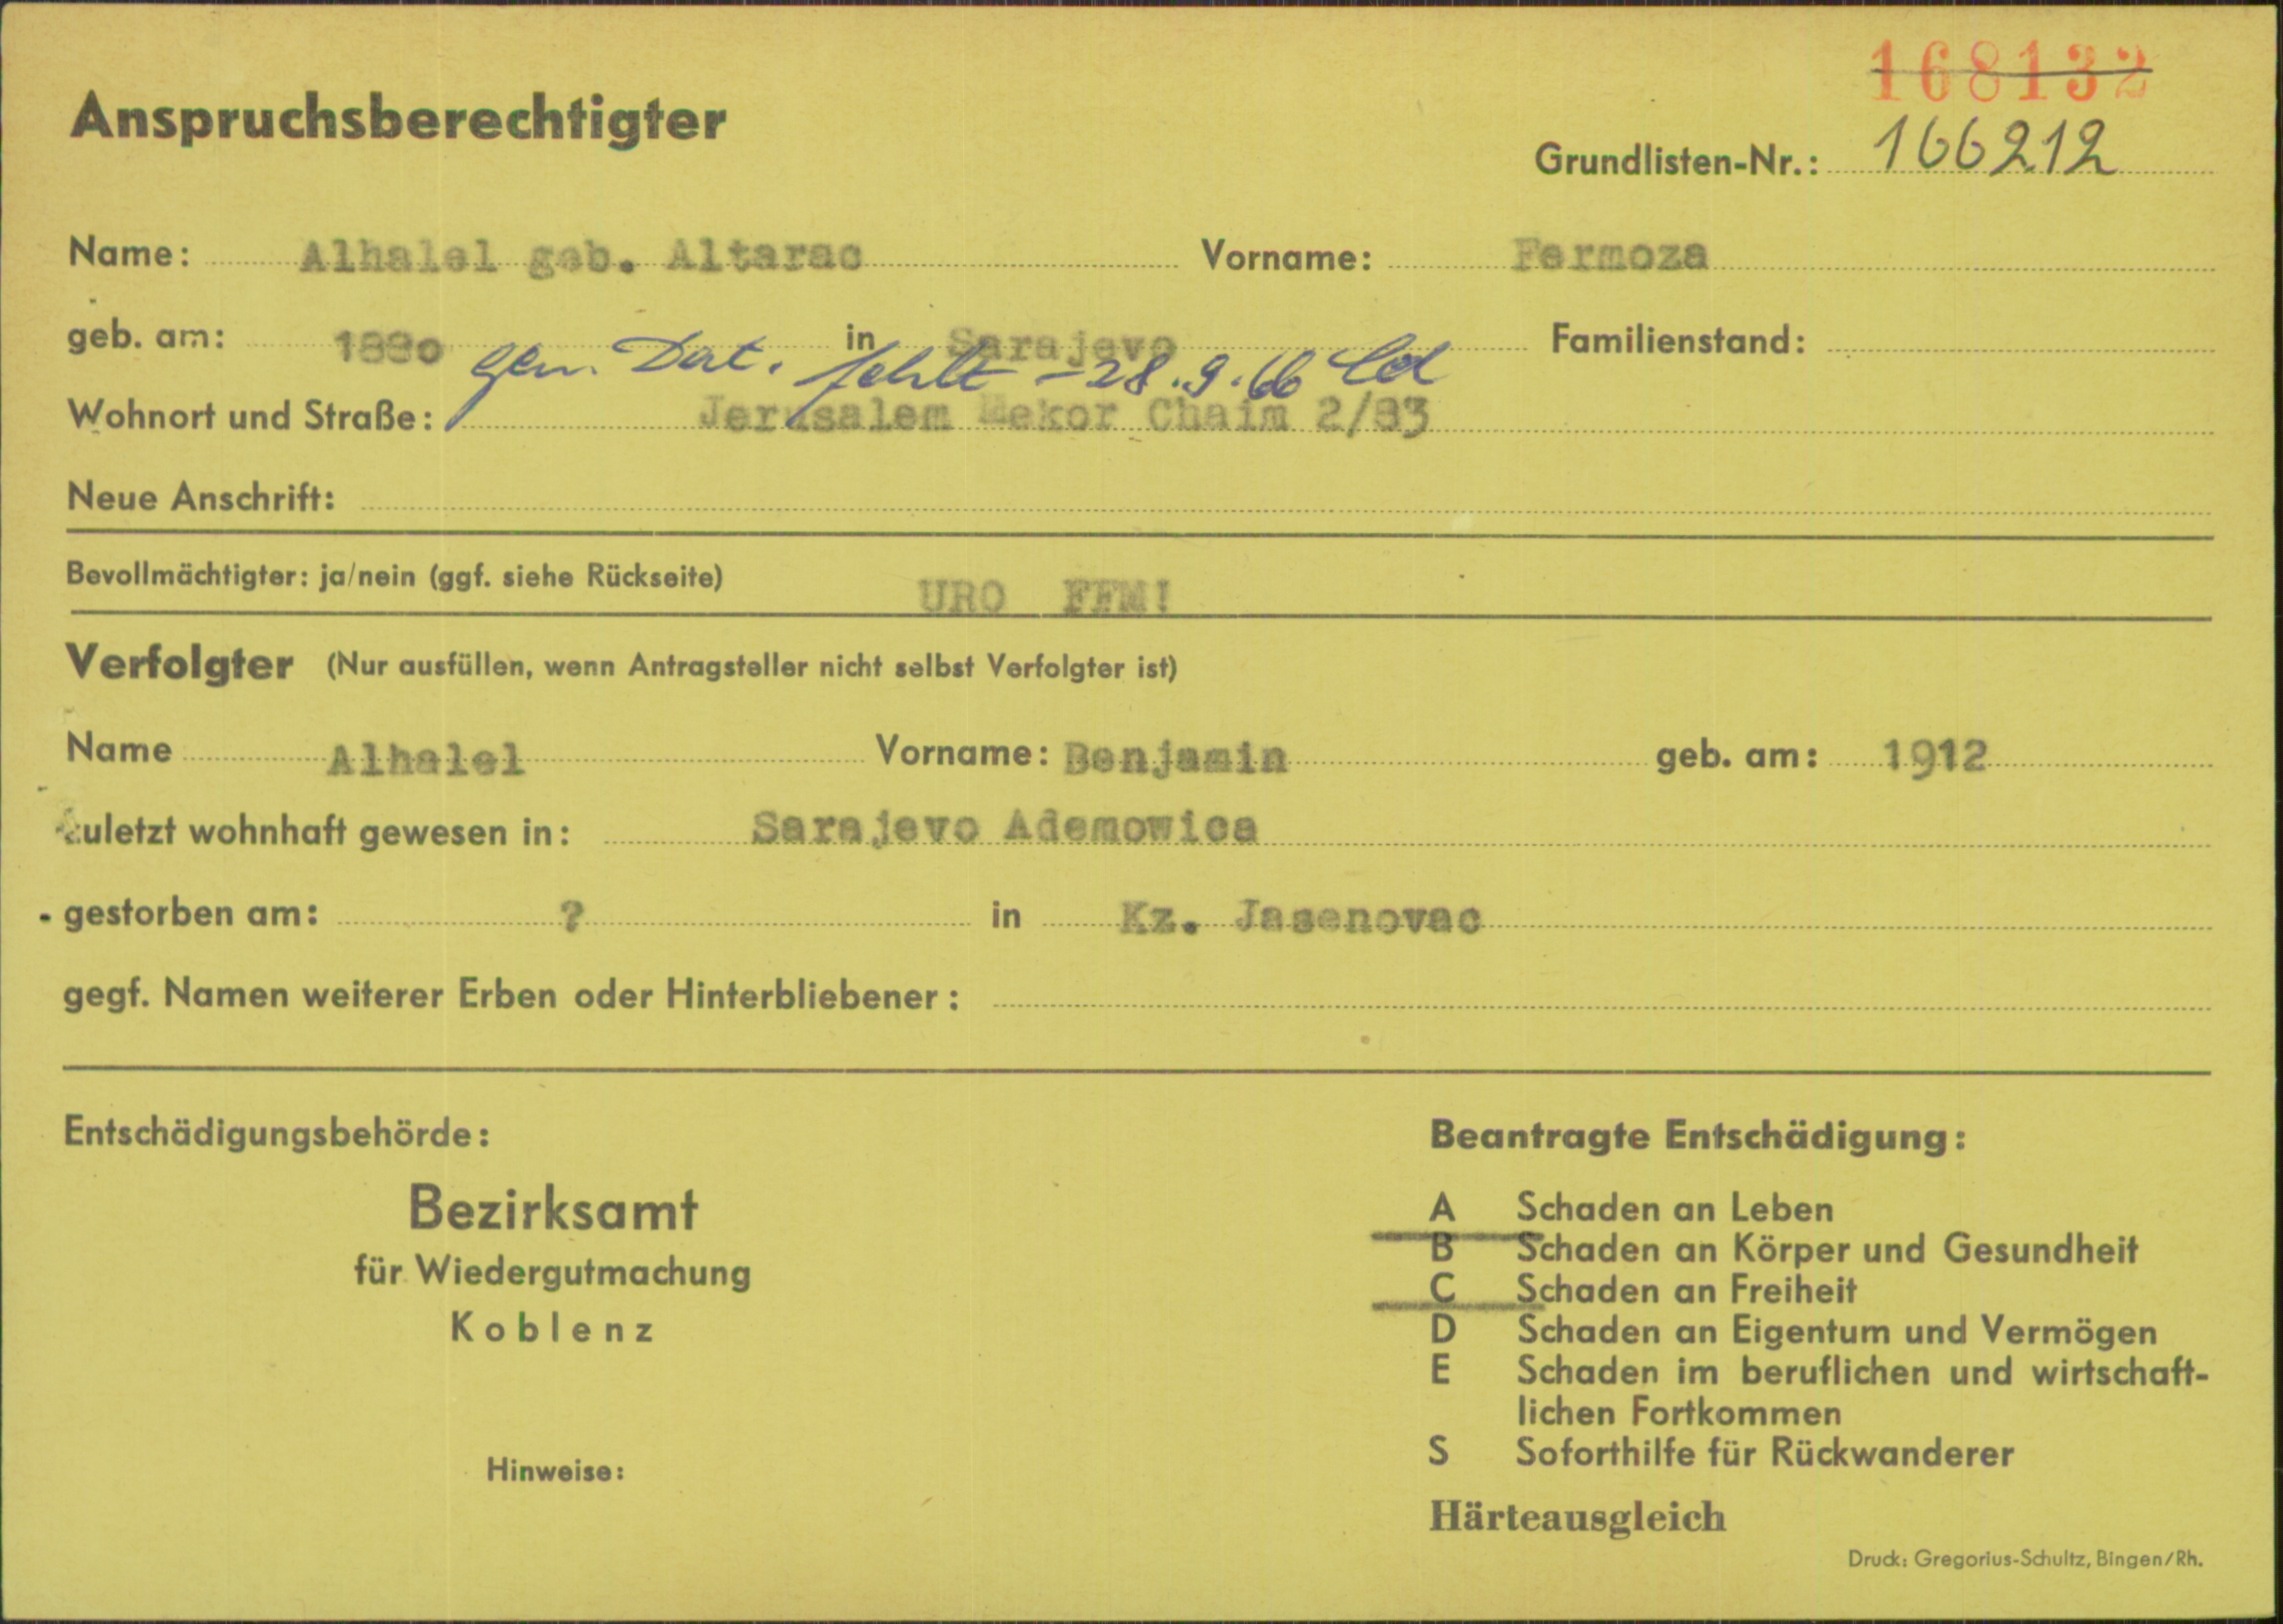 168132
Anspruchsberechtigter
Grundlisten-Nr.: 166212
Name: Alhalel geb. Altarac Vorname: Fermoza
geb. am: 1880 in Sarajevo Familienstand:
gen. Dat. fehlt - 28.9.66
Wohnort und Straße: Jerusalem Mekor Chaim 2/83
Neue Anschrift:
Bevollmächtigter: ja/nein (ggf. siehe Rückseite) URO FFM!
Verfolgter (Nur ausfüllen, wenn Antragsteller nicht selbst Verfolgter ist)
Name Alhalel Vorname: Benjamin geb. am: 1912
zuletzt wohnhaft gewesen in: Sarajevo Ademowica
gestorben am: ? in Kz. Jasenovac
gegf. Namen weiterer Erben oder Hinterbliebener:
Entschädigungsbehörde:
Bezirksamt
für Wiedergutmachung
Koblenz
Hinweise:
Beantragte Entschädigung:
A Schaden an Leben
B Schaden an Körper und Gesundheit
C Schaden an Freiheit
D Schaden an Eigentum und Vermögen
E Schaden im beruflichen und wirtschaft-
lichen Fortkommen
S Soforthilfe für Rückwanderer
Härteausgleich
Druck: Gregorius-Schultz, Bingen/Rh.